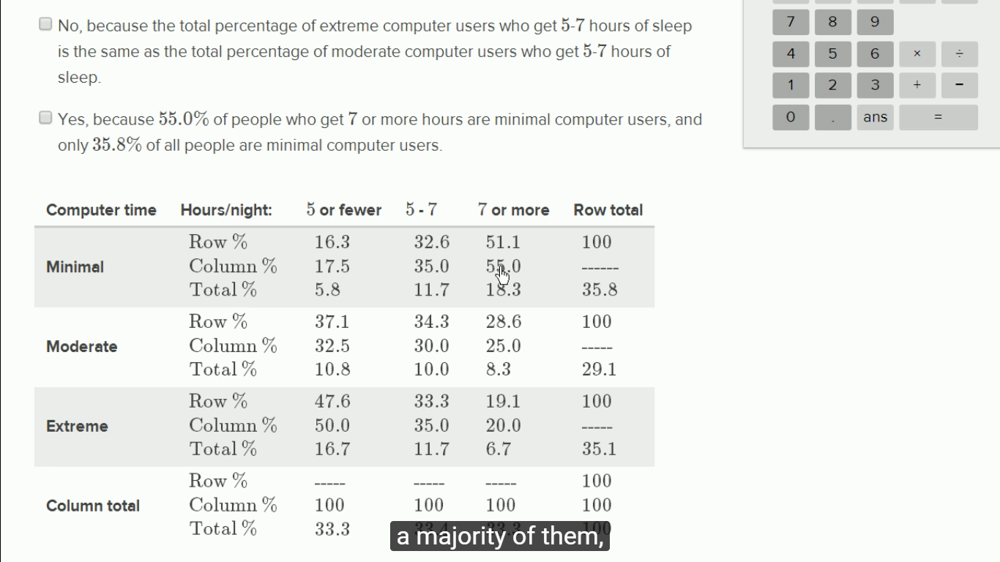 No, because the total percentage of extreme computer users who get 5-7 hours of sleep
is the same as the total percentage of moderate computer users who get 5-7 hours of
sleep.
Yes, because 55.0% of people who get 7 or more hours are minimal computer users, and
only 35.8% of all people are minimal computer users.
7 8 9
4 5 6 × ÷
1 2 3 + −
0 . ans =
Computer time Hours/night: 5 or fewer 5 - 7 7 or more Row total
Row % 16.3 32.6 51.1 100
Minimal Column % 17.5 35.0 55.0 ------
Total % 5.8 11.7 18.3 35.8
Row % 37.1 34.3 28.6 100
Moderate Column % 32.5 30.0 25.0 -----
Total % 10.8 10.0 8.3 29.1
Row % 47.6 33.3 19.1 100
Extreme Column % 50.0 35.0 20.0 -----
Total % 16.7 11.7 6.7 35.1
Row % ----- ----- ----- 100
Column total Column % 100 100 100 100
Total % 33.3 33.4 33.3 100
a majority of them,